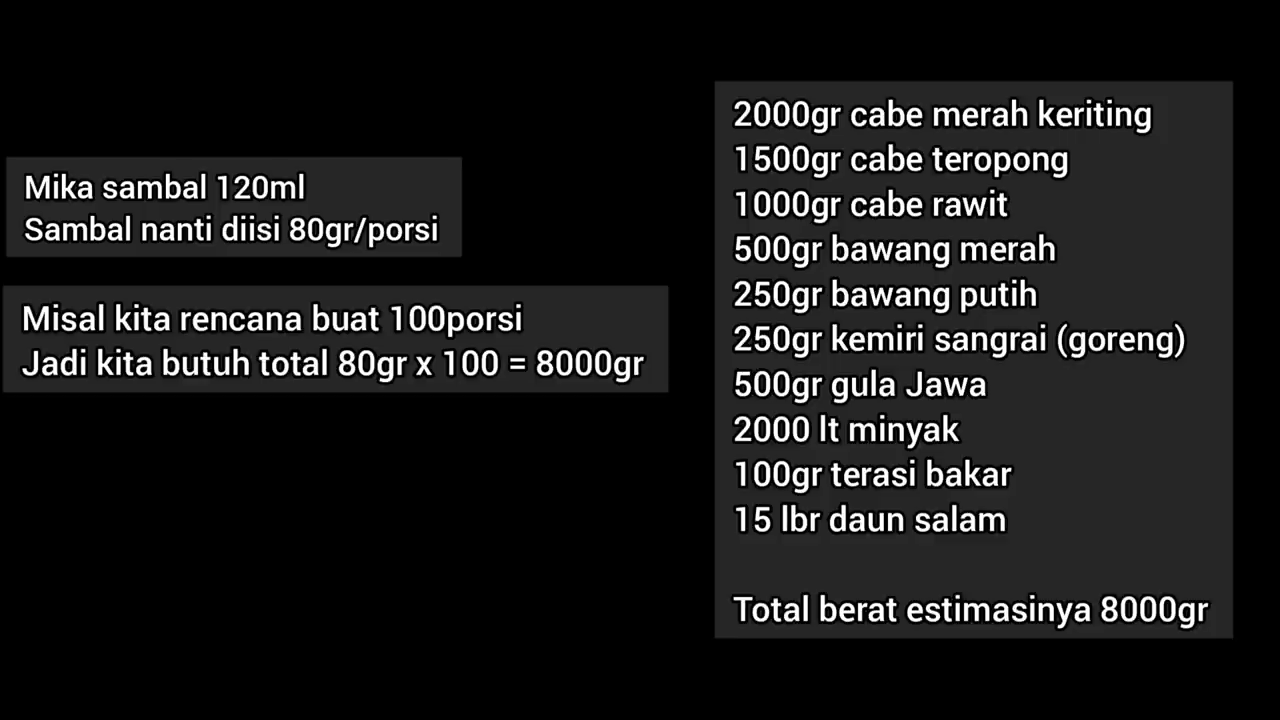 Mika sambal 120ml
Sambal nanti diisi 80gr/porsi
Misal kita rencana buat 100porsi
Jadi kita butuh total 80gr x 100 = 8000gr
2000gr cabe merah keriting
1500gr cabe teropong
1000gr cabe rawit
500gr bawang merah
250gr bawang putih
250gr kemiri sangrai (goreng)
500gr gula Jawa
2000 lt minyak
100gr terasi bakar
15 lbr daun salam
Total berat estimasinya 8000gr